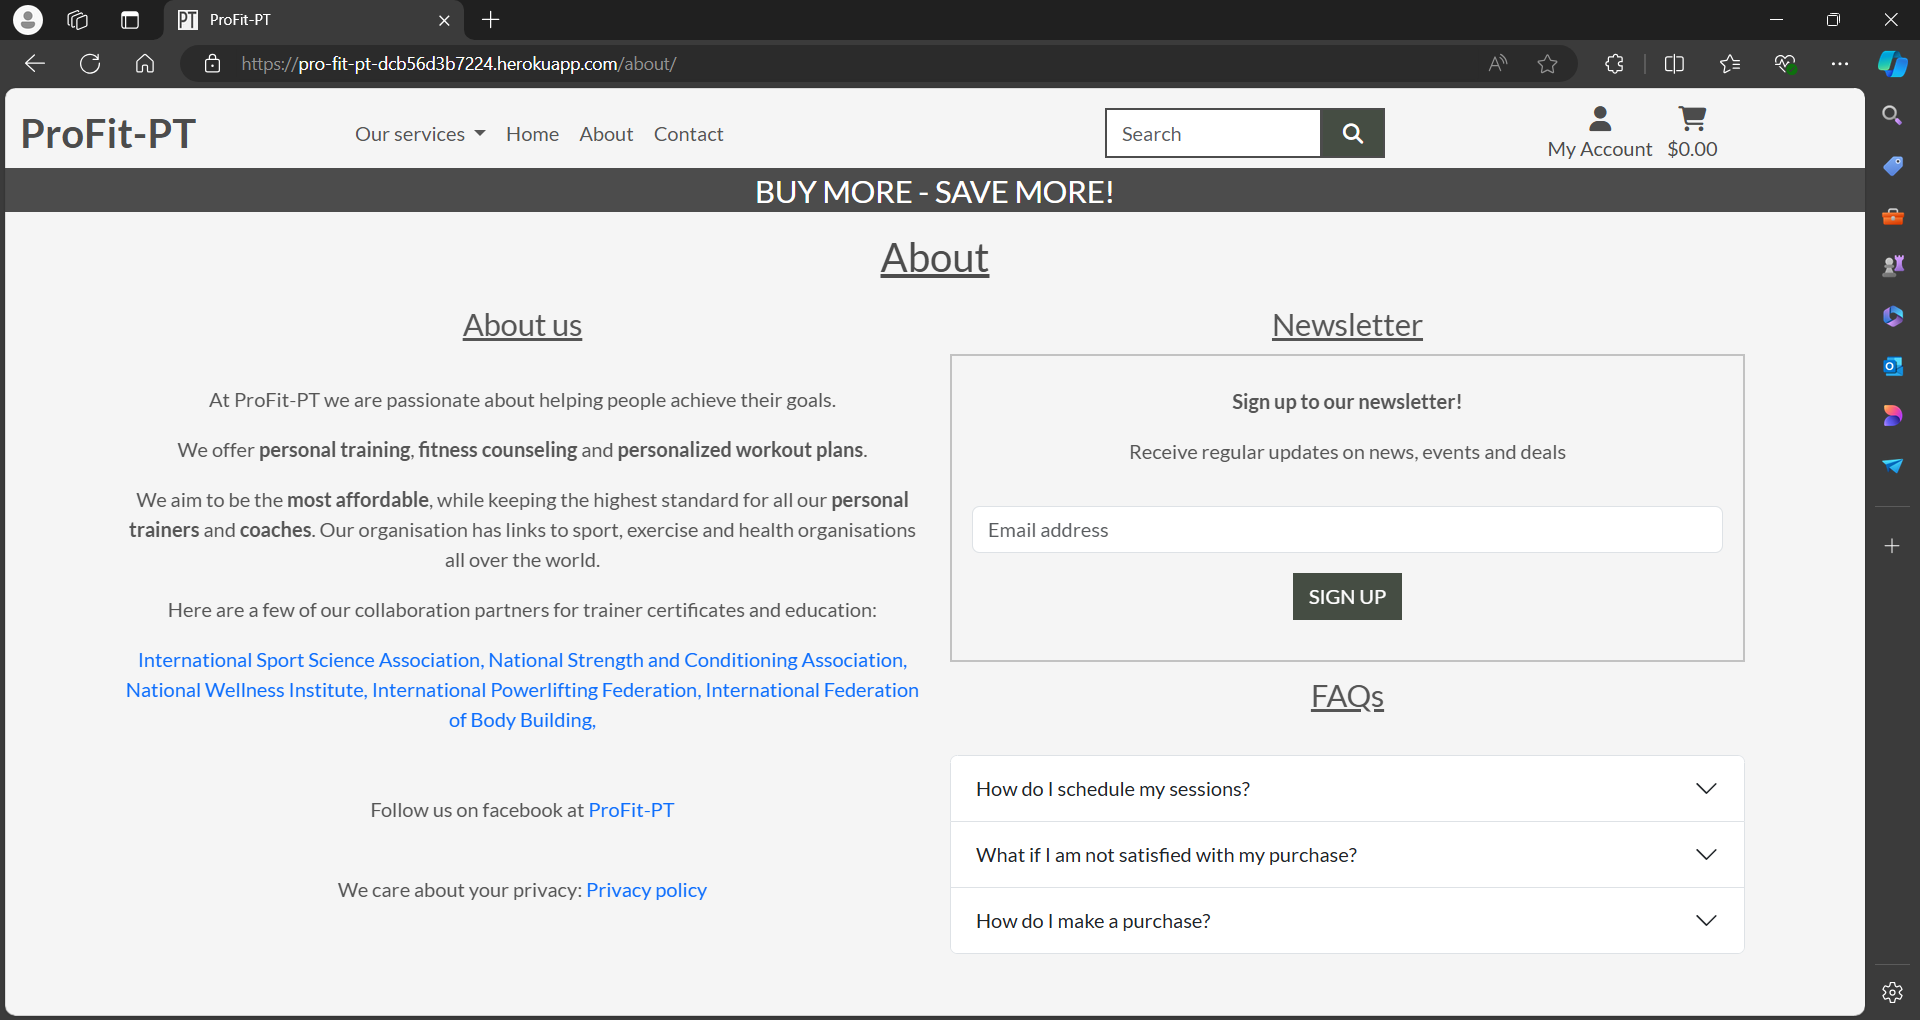 PT ProFit-PT
https://pro-fit-pt-dcb56d3b7224.herokuapp.com/about/
ProFit-PT
Our services Home About Contact
Search
My Account $0.00
BUY MORE - SAVE MORE!
About
About us
At ProFit-PT we are passionate about helping people achieve their goals.
We offer personal training, fitness counseling and personalized workout plans.
We aim to be the most affordable, while keeping the highest standard for all our personal
trainers and coaches. Our organisation has links to sport, exercise and health organisations
all over the world.
Here are a few of our collaboration partners for trainer certificates and education:
International Sport Science Association, National Strength and Conditioning Association,
National Wellness Institute, International Powerlifting Federation, International Federation
of Body Building,
Follow us on facebook at ProFit-PT
We care about your privacy: Privacy policy
Newsletter
Sign up to our newsletter!
Receive regular updates on news, events and deals
Email address
SIGN UP
FAQs
How do I schedule my sessions?
What if I am not satisfied with my purchase?
How do I make a purchase?